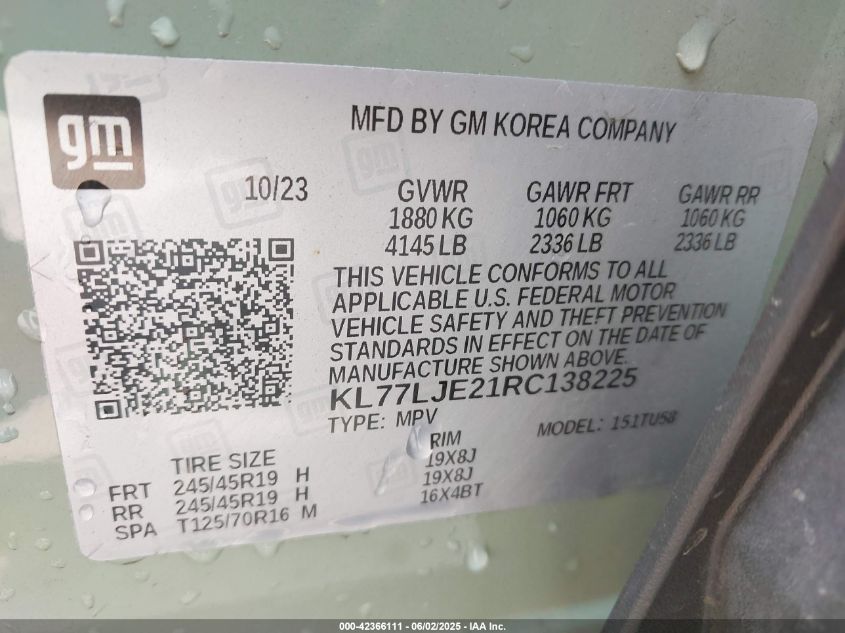 gm
MFD BY GM KOREA COMPANY
10/23 GVWR GAWR FRT GAWR RR
1880 KG 1060 KG 1060 KG
4145 LB 2336 LB 2336 LB
THIS VEHICLE CONFORMS TO ALL
APPLICABLE U.S. FEDERAL MOTOR
VEHICLE SAFETY AND THEFT PREVENTION
STANDARDS IN EFFECT ON THE DATE OF
MANUFACTURE SHOWN ABOVE.
KL77LJE21RC138225
TYPE: MPV MODEL: 151TU58
TIRE SIZE RIM
FRT 245/45R19 H 19X8J
RR 245/45R19 H 19X8J
SPA T125/70R16 M 16X4BT
000-42366111 - 06/02/2025 - IAA Inc.